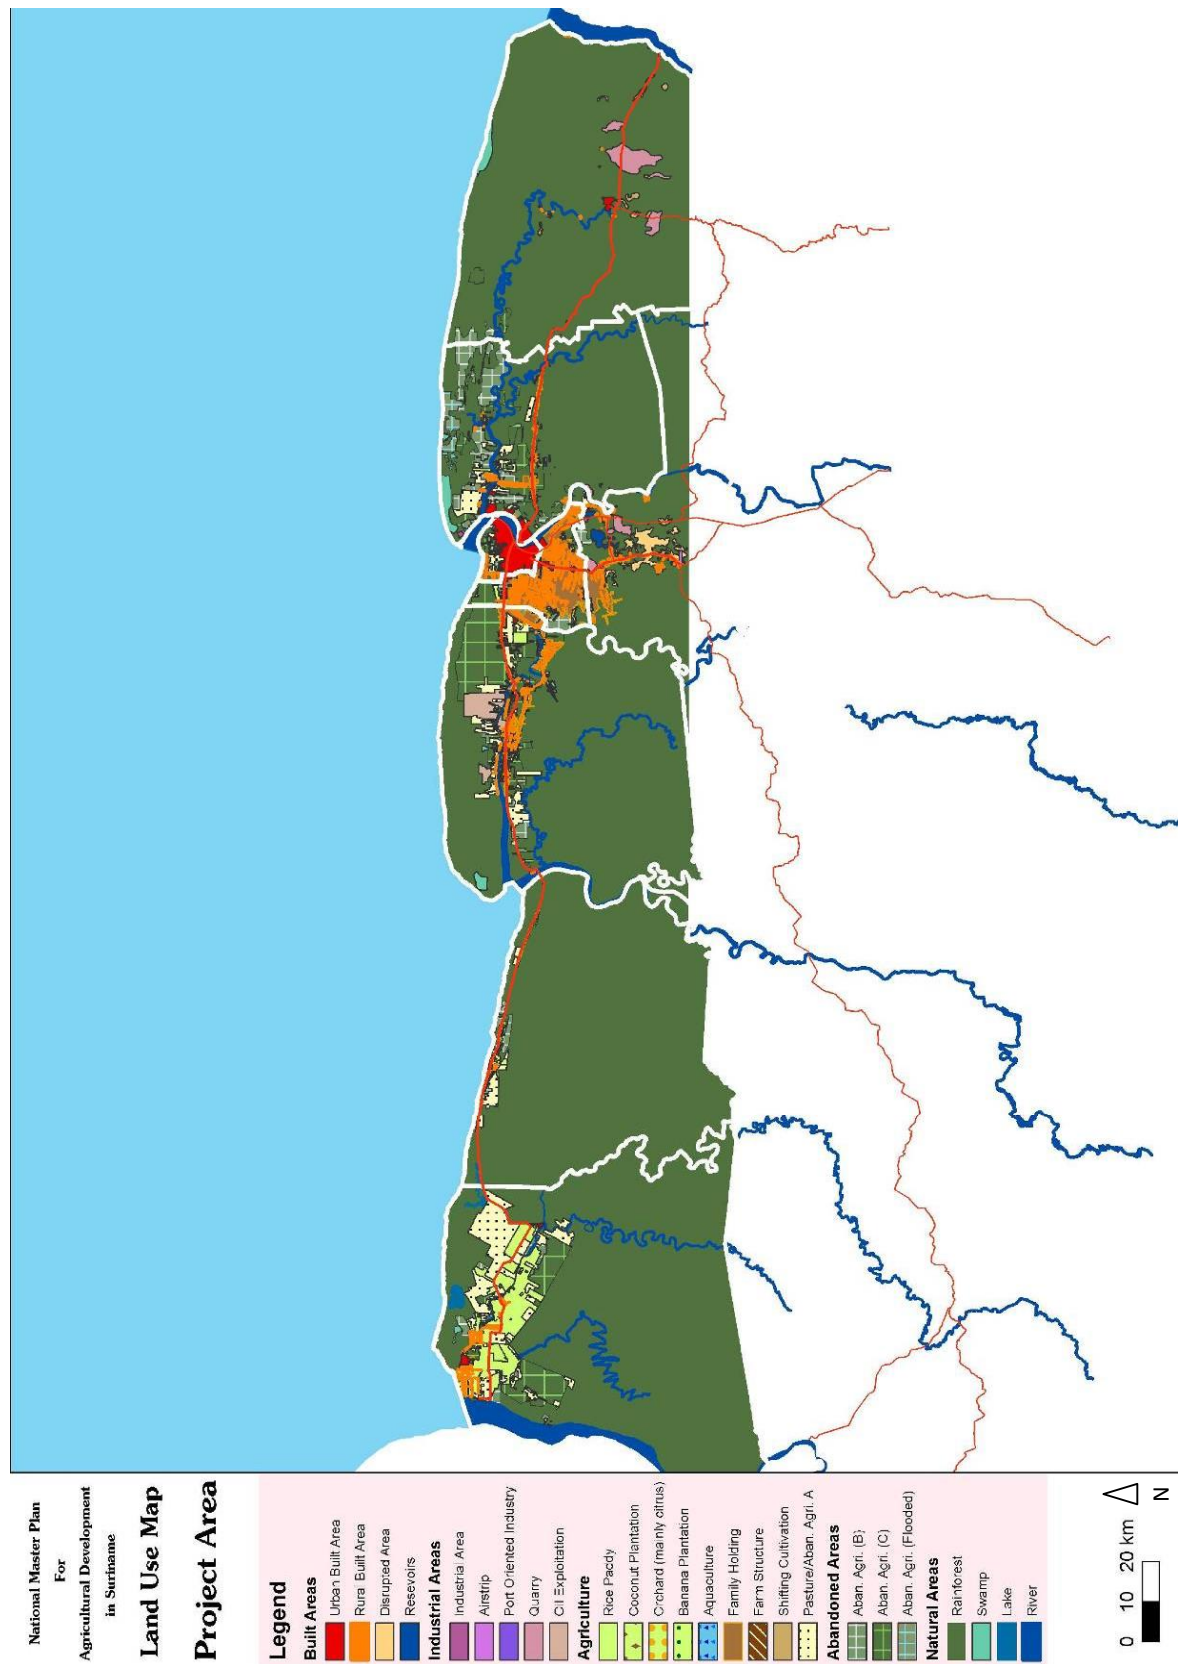 National Master Plan
For
Agricultural Development
in Suriname
Land Use Map
Project Area
Legend
Built Areas
Urban Built Area
Rural Built Area
Disrupted Area
Resevoirs
Industrial Areas
Industrial Area
Airstrip
Port Oriented Industry
Quarry
Oil Exploitation
Agriculture
Rice Paddy
Coconut Plantation
Orchard (mainly citrus)
Banana Plantation
Aquaculture
Family Holding
Farm Structure
Shifting Cultivation
Pasture/Aban. Agri. A
Abandoned Areas
Aban. Agri. (B)
Aban. Agri. (C)
Aban. Agri. (Flooded)
Natural Areas
Rainforest
Swamp
Lake
River
0 10 20 km
N